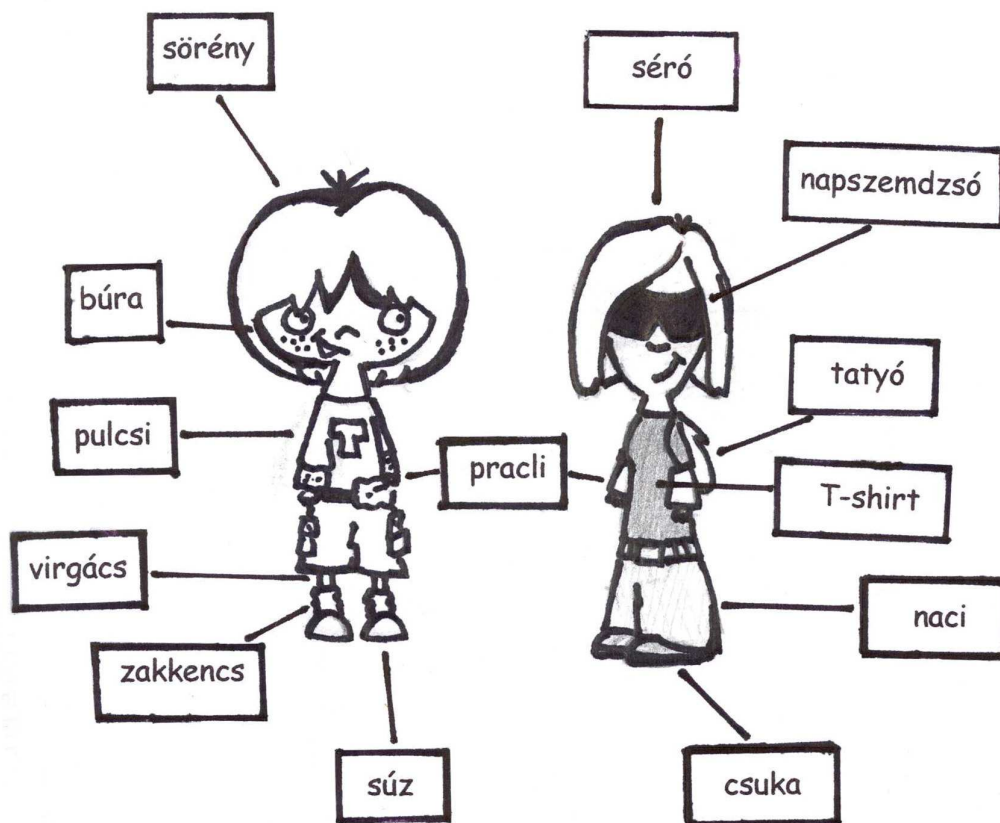 sörény
séró
napszemdzsó
búra
tatyó
pulcsi
T
pracli
T-shirt
virgács
naci
zakkencs
súz
csuka